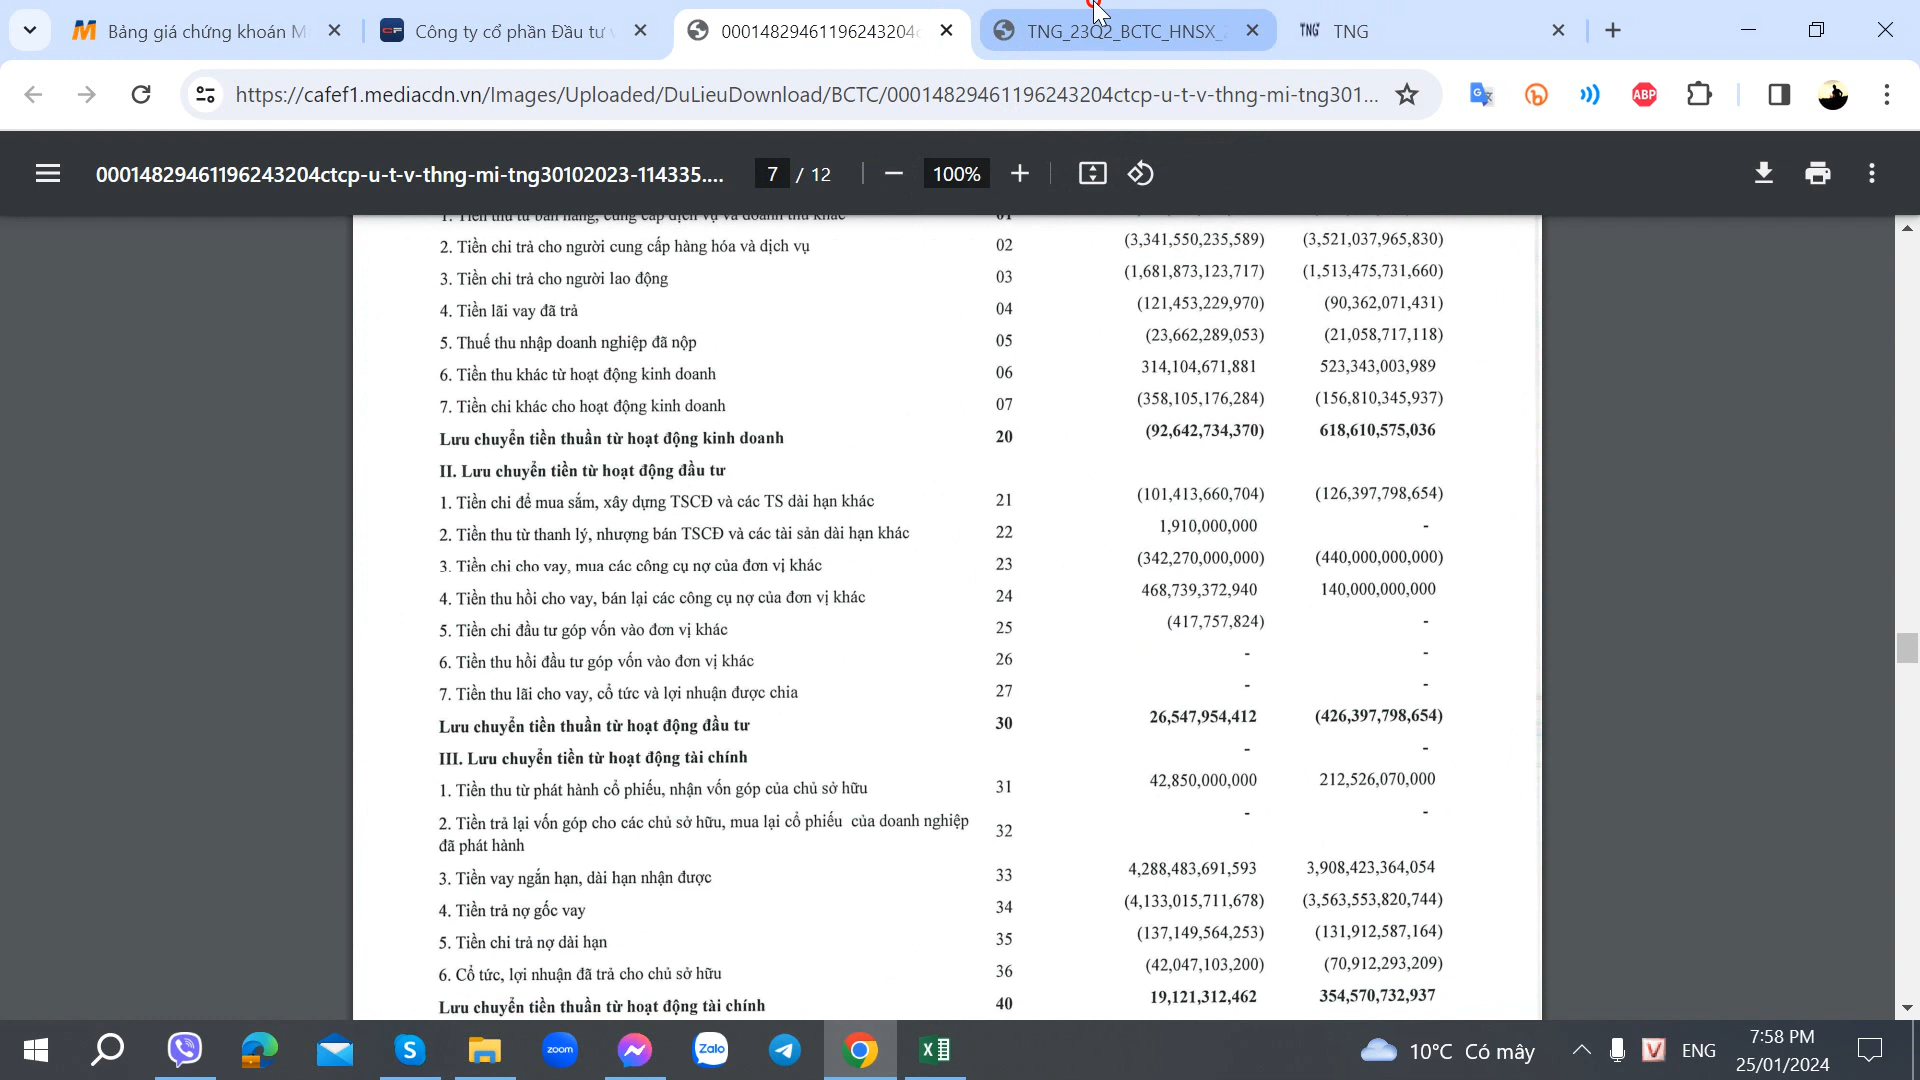 Bảng giá chứng khoán M
Công ty cổ phần Đầu tư v
00014829461196243204c
TNG_23Q2_BCTC_HNSX_2
TNG
TNG
https://cafef1.mediacdn.vn/Images/Uploaded/DuLieuDownload/BCTC/00014829461196243204ctcp-u-t-v-thng-mi-tng301...
ABP
00014829461196243204ctcp-u-t-v-thng-mi-tng30102023-114335....
7 / 12
100%
1. Tiền thu từ bán hàng, cung cấp dịch vụ và doanh thu khác 01
2. Tiền chi trả cho người cung cấp hàng hóa và dịch vụ 02 (3,341,550,235,589) (3,521,037,965,830)
3. Tiền chi trả cho người lao động 03 (1,681,873,123,717) (1,513,475,731,660)
4. Tiền lãi vay đã trả 04 (121,453,229,970) (90,362,071,431)
5. Thuế thu nhập doanh nghiệp đã nộp 05 (23,662,289,053) (21,058,717,118)
6. Tiền thu khác từ hoạt động kinh doanh 06 314,104,671,881 523,343,003,989
7. Tiền chi khác cho hoạt động kinh doanh 07 (358,105,176,284) (156,810,345,937)
Lưu chuyển tiền thuần từ hoạt động kinh doanh 20 (92,642,734,370) 618,610,575,036
II. Lưu chuyển tiền từ hoạt động đầu tư
1. Tiền chi để mua sắm, xây dựng TSCĐ và các TS dài hạn khác 21 (101,413,660,704) (126,397,798,654)
2. Tiền thu từ thanh lý, nhượng bán TSCĐ và các tài sản dài hạn khác 22 1,910,000,000 -
3. Tiền chi cho vay, mua các công cụ nợ của đơn vị khác 23 (342,270,000,000) (440,000,000,000)
4. Tiền thu hồi cho vay, bán lại các công cụ nợ của đơn vị khác 24 468,739,372,940 140,000,000,000
5. Tiền chi đầu tư góp vốn vào đơn vị khác 25 (417,757,824) -
6. Tiền thu hồi đầu tư góp vốn vào đơn vị khác 26 - -
7. Tiền thu lãi cho vay, cổ tức và lợi nhuận được chia 27 - -
Lưu chuyển tiền thuần từ hoạt động đầu tư 30 26,547,954,412 (426,397,798,654)
III. Lưu chuyển tiền từ hoạt động tài chính - -
1. Tiền thu từ phát hành cổ phiếu, nhận vốn góp của chủ sở hữu 31 42,850,000,000 212,526,070,000
2. Tiền trả lại vốn góp cho các chủ sở hữu, mua lại cổ phiếu của doanh nghiệp
đã phát hành 32 - -
3. Tiền vay ngắn hạn, dài hạn nhận được 33 4,288,483,691,593 3,908,423,364,054
4. Tiền trả nợ gốc vay 34 (4,133,015,711,678) (3,563,553,820,744)
5. Tiền chi trả nợ dài hạn 35 (137,149,564,253) (131,912,587,164)
6. Cổ tức, lợi nhuận đã trả cho chủ sở hữu 36 (42,047,103,200) (70,912,293,209)
Lưu chuyển tiền thuần từ hoạt động tài chính 40 19,121,312,462 354,570,732,937
zoom
Zalo
10°C Có mây
ENG
7:58 PM
25/01/2024